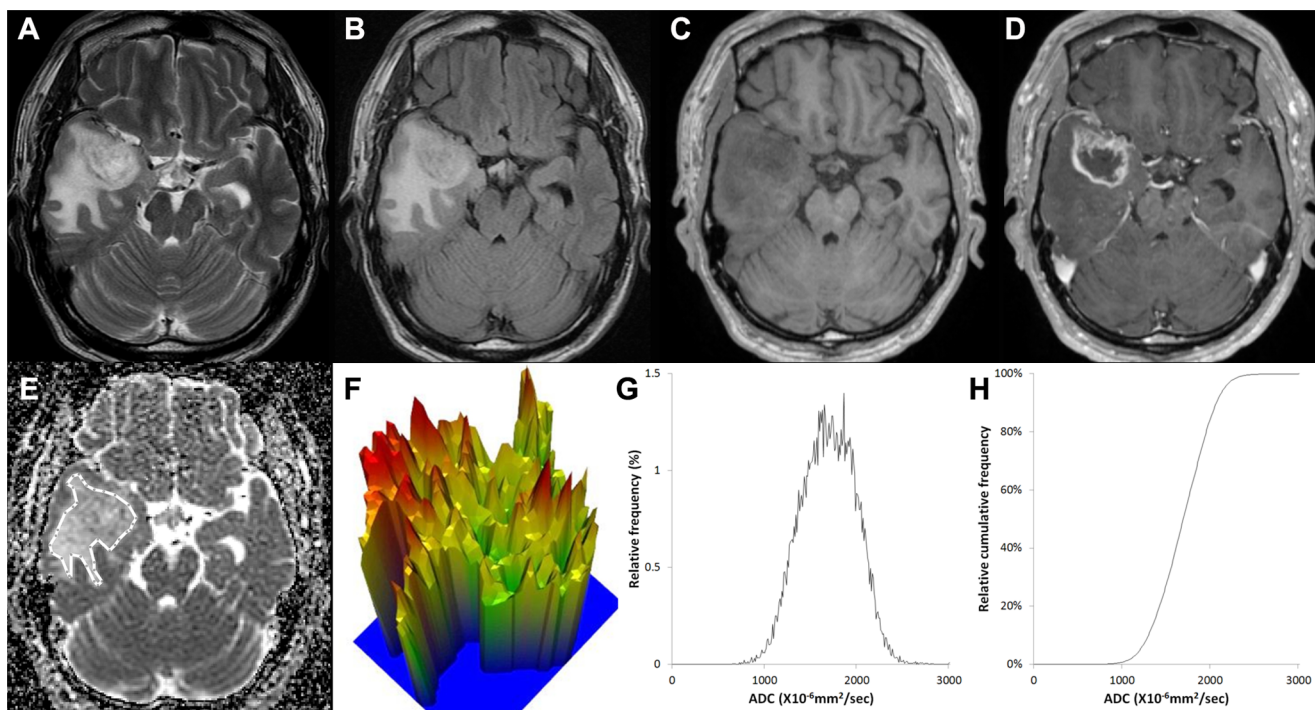 A
B
C
D
E
F
G
H
1.5
1
0.5
0
Relative frequency (%)
1000
2000
3000
ADC (X10⁻⁶mm²/sec)
100%
80%
60%
40%
20%
0%
Relative cumulative frequency
0
1000
2000
3000
ADC (X10⁻⁶mm²/sec)